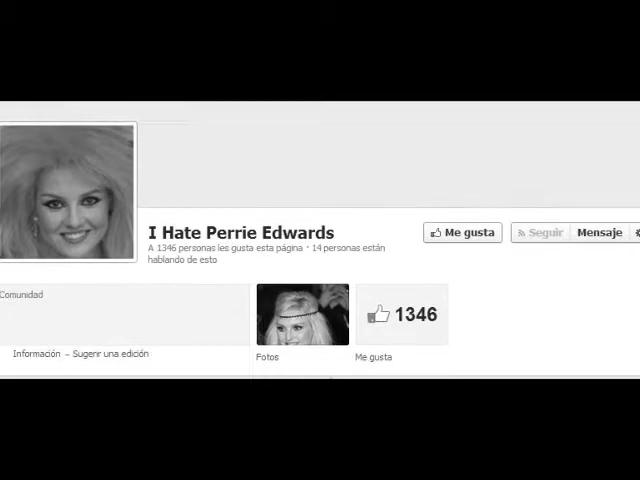 I Hate Perrie Edwards
A 1346 personas les gusta esta página · 14 personas están
hablando de esto
Me gusta
Seguir
Mensaje
Comunidad
1346
Información – Sugerir una edición
Fotos
Me gusta